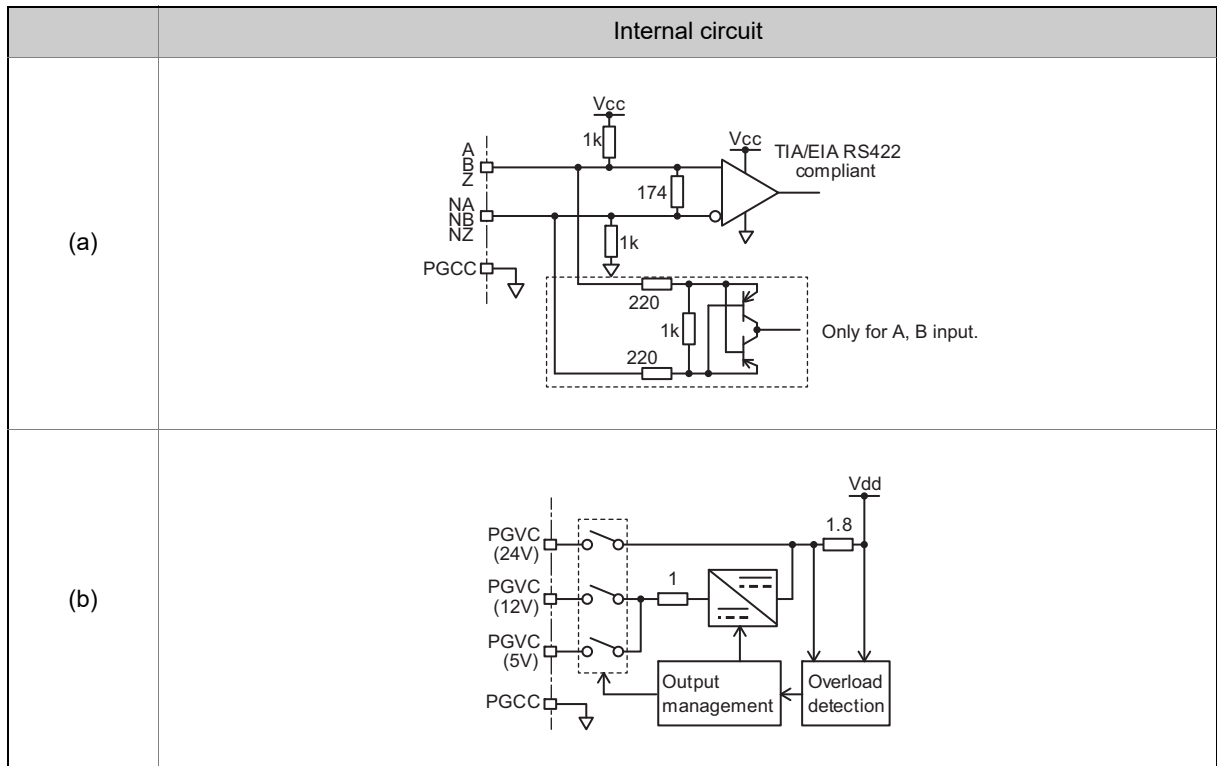 Internal circuit
(a)
Vcc
1k
A
B
Z
Vcc
TIA/EIA RS422
compliant
174
NA
NB
NZ
1k
PGCC
220
1k
Only for A, B input.
220
(b)
Vdd
1.8
PGVC
(24V)
PGVC
(12V)
1
PGVC
(5V)
Output
management
Overload
detection
PGCC